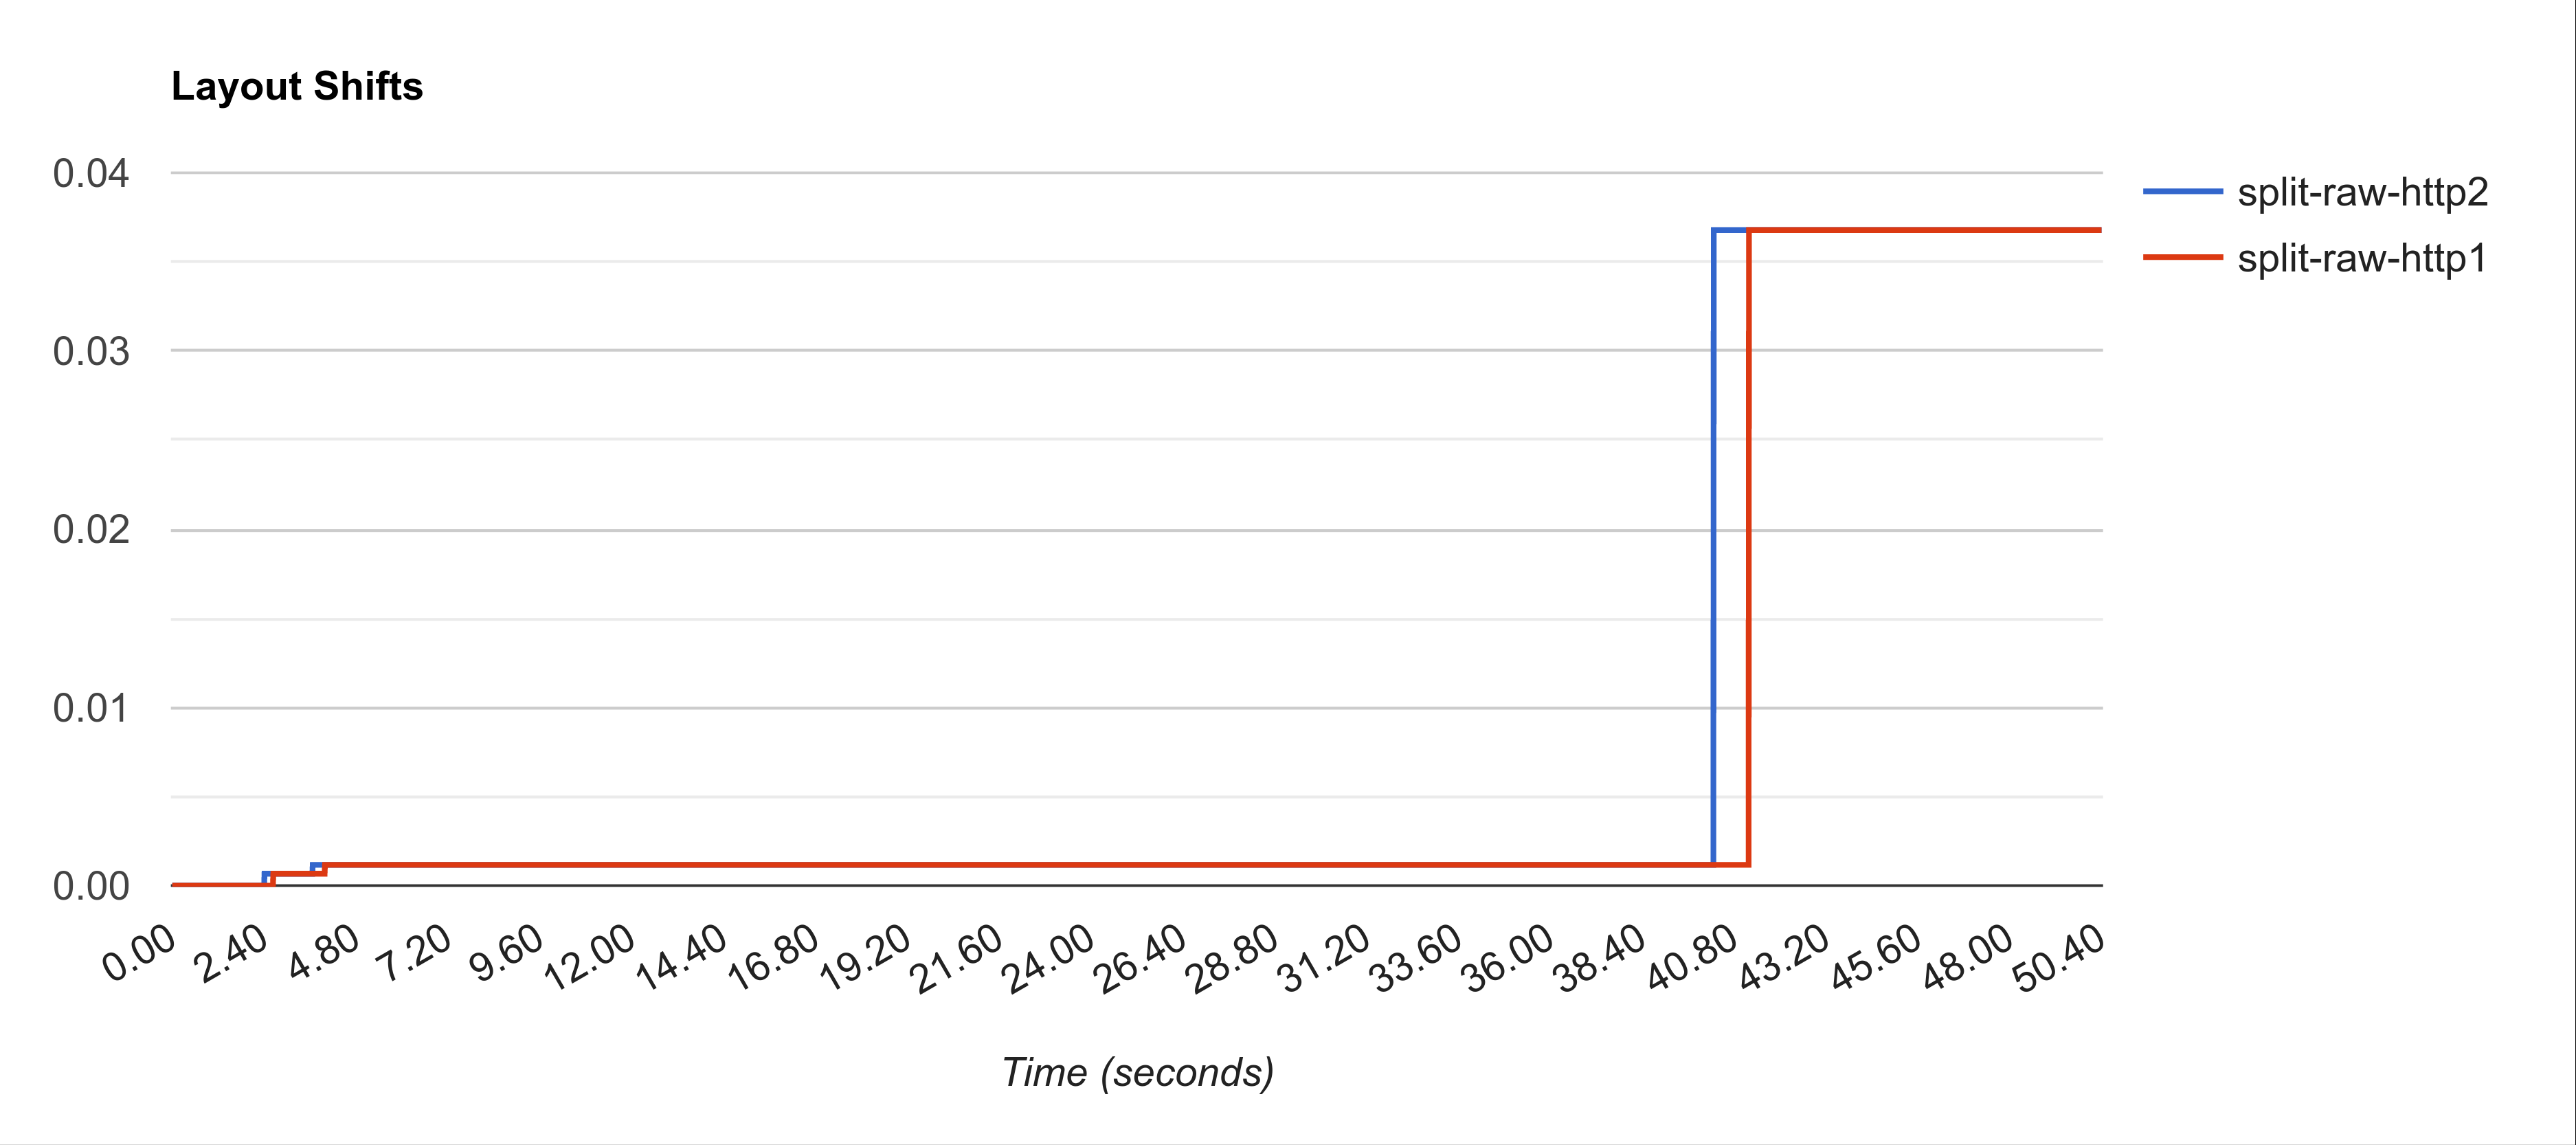 Layout Shifts
0.04
0.03
0.02
0.01
0.00
split-raw-http2
split-raw-http1
0.00 2.40 4.80 7.20 9.60 12.00 14.40 16.80 19.20 21.60 24.00 26.40 28.80 31.20 33.60 36.00 38.40 40.80 43.20 45.60 48.00 50.40
Time (seconds)